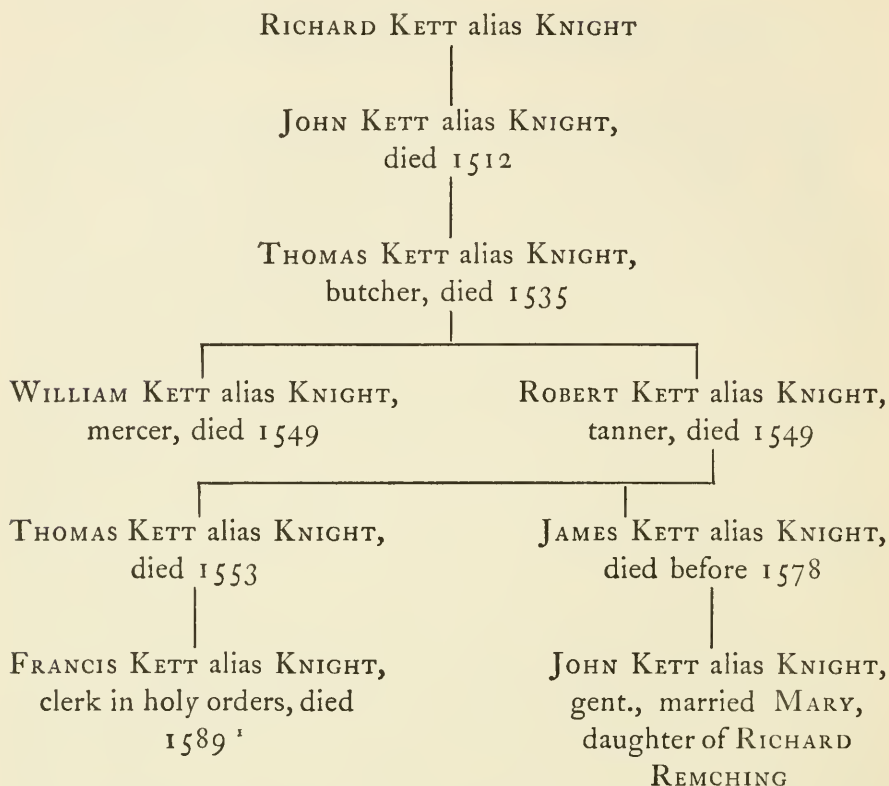 RICHARD KETT alias KNIGHT
JOHN KETT alias KNIGHT,
died 1512
THOMAS KETT alias KNIGHT,
butcher, died 1535
WILLIAM KETT alias KNIGHT,
mercer, died 1549
ROBERT KETT alias KNIGHT,
tanner, died 1549
THOMAS KETT alias KNIGHT,
died 1553
JAMES KETT alias KNIGHT,
died before 1578
FRANCIS KETT alias KNIGHT,
clerk in holy orders, died
1589 ¹
JOHN KETT alias KNIGHT,
gent., married MARY,
daughter of RICHARD
REMCHING